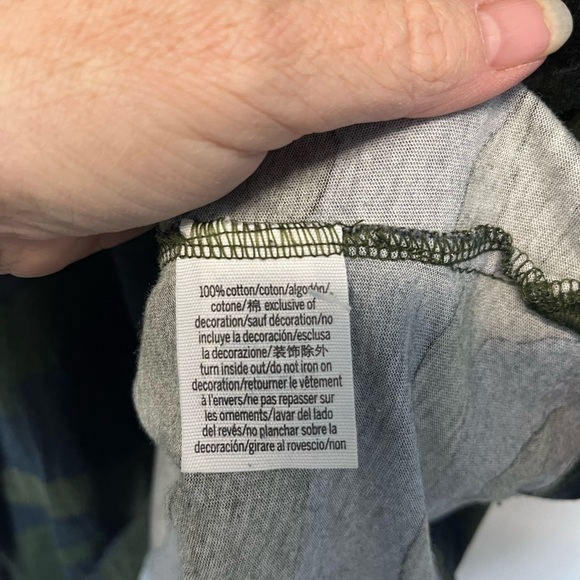 100% cotton/coton/algodón/
cotone/棉 exclusive of
decoration/sauf décoration/no
incluye la decoración/esclusa
la decorazione/装饰除外
turn inside out/do not iron on
decoration/retourner le vêtement
à l'envers/ne pas repasser sur
les ornements/lavar del lado
del revés/no planchar sobre la
decoración/girare al rovescio/non